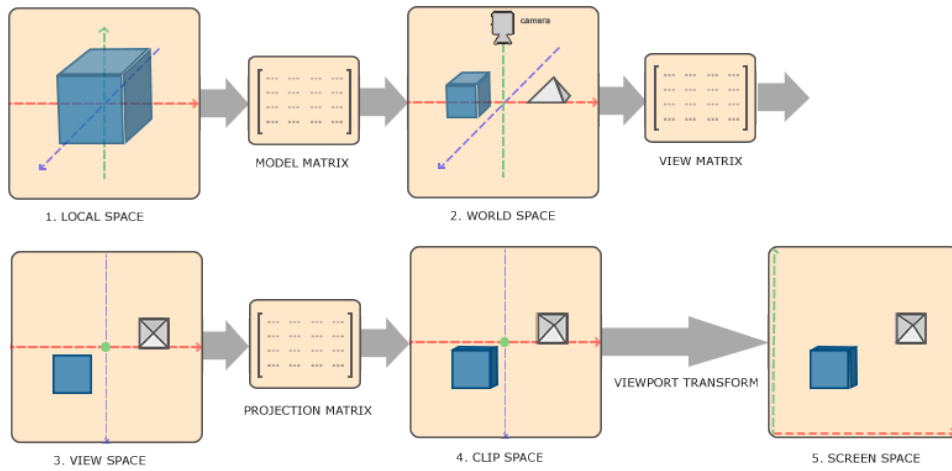 camera
MODEL MATRIX
VIEW MATRIX
1. LOCAL SPACE
2. WORLD SPACE
PROJECTION MATRIX
VIEWPORT TRANSFORM
3. VIEW SPACE
4. CLIP SPACE
5. SCREEN SPACE